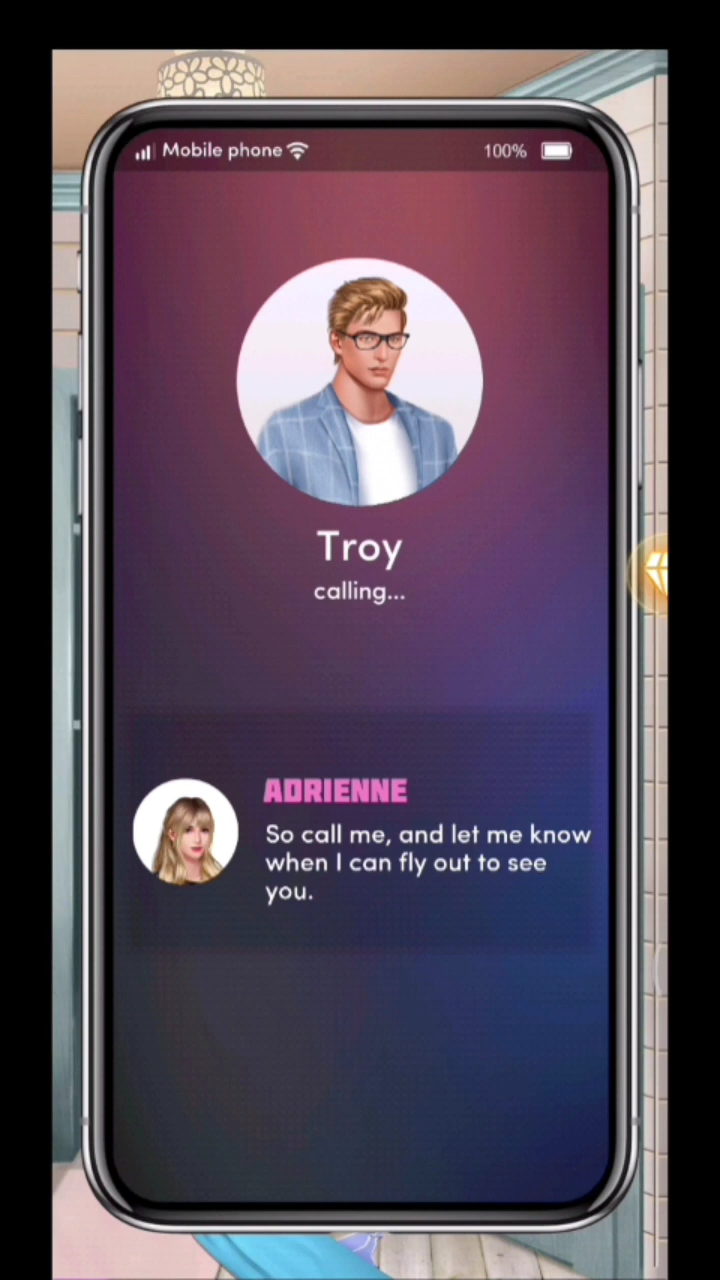 Mobile phone 100%
Troy
calling...
ADRIENNE
So call me, and let me know
when I can fly out to see
you.